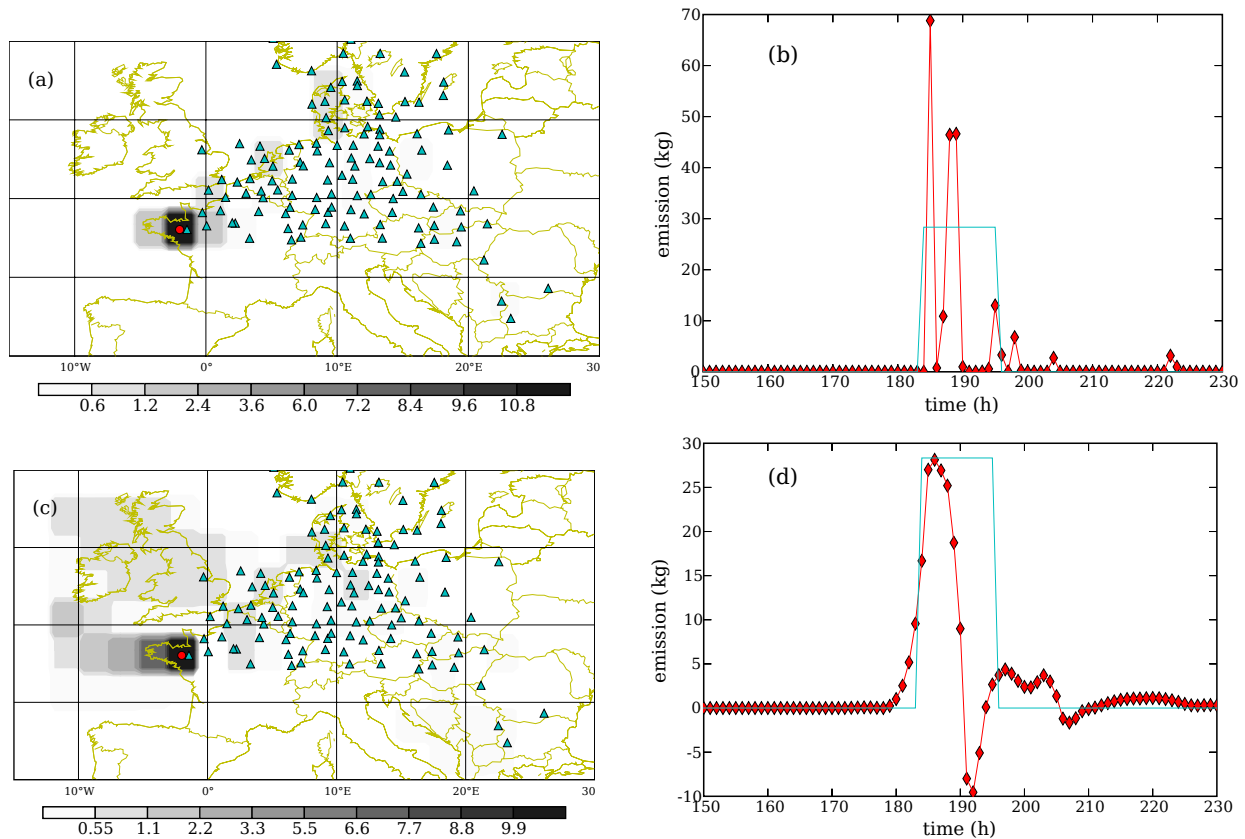 (a)
10°W 0° 10°E 20°E 30
0.6 1.2 2.4 3.6 6.0 7.2 8.4 9.6 10.8
(b)
emission (kg)
70
60
50
40
30
20
10
0
150 160 170 180 190 200 210 220 230
time (h)
(c)
10°W 0° 10°E 20°E 30
0.55 1.1 2.2 3.3 5.5 6.6 7.7 8.8 9.9
(d)
emission (kg)
30
25
20
15
10
5
0
-5
-10
150 160 170 180 190 200 210 220 230
time (h)